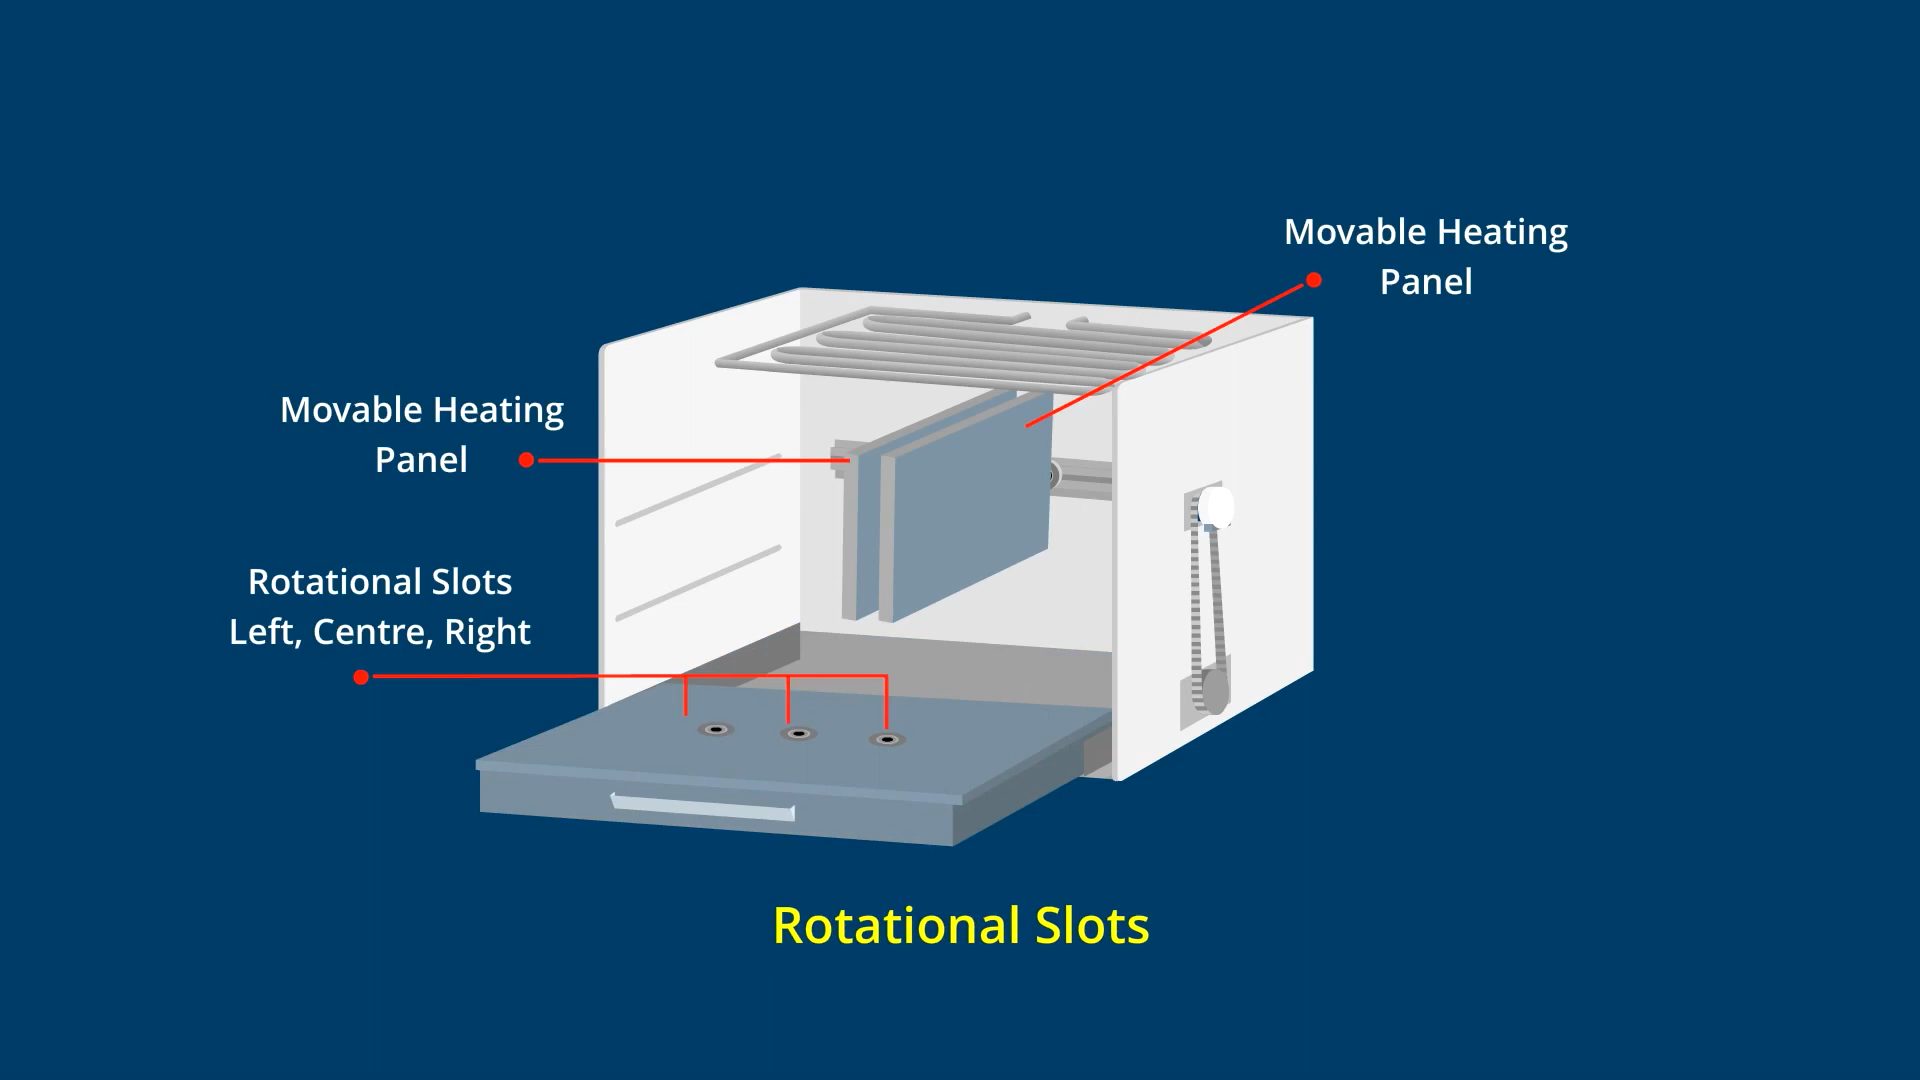 Movable Heating
Panel
Movable Heating
Panel
Rotational Slots
Left, Centre, Right
Rotational Slots